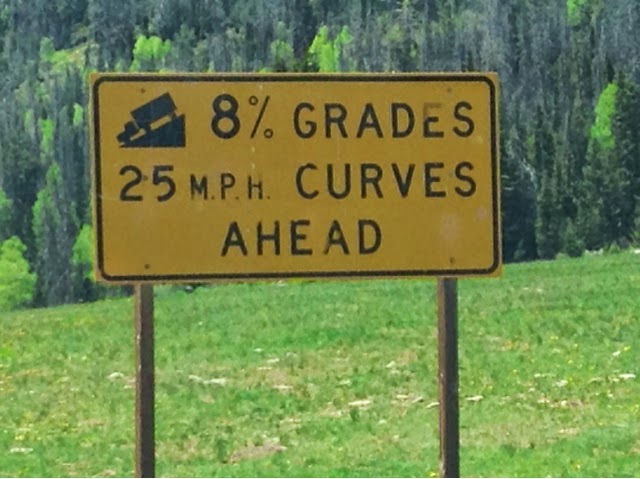 8% GRADES
25 M.P.H. CURVES
AHEAD